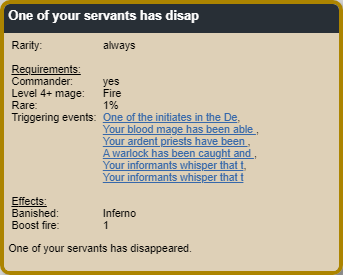 One of your servants has disap
Rarity: always
Requirements:
Commander: yes
Level 4+ mage: Fire
Rare: 1%
Triggering events: One of the initiates in the De,
Your blood mage has been able ,
Your ardent priests have been ,
A warlock has been caught and ,
Your informants whisper that t,
Your informants whisper that t
Effects:
Banished: Inferno
Boost fire: 1
One of your servants has disappeared.